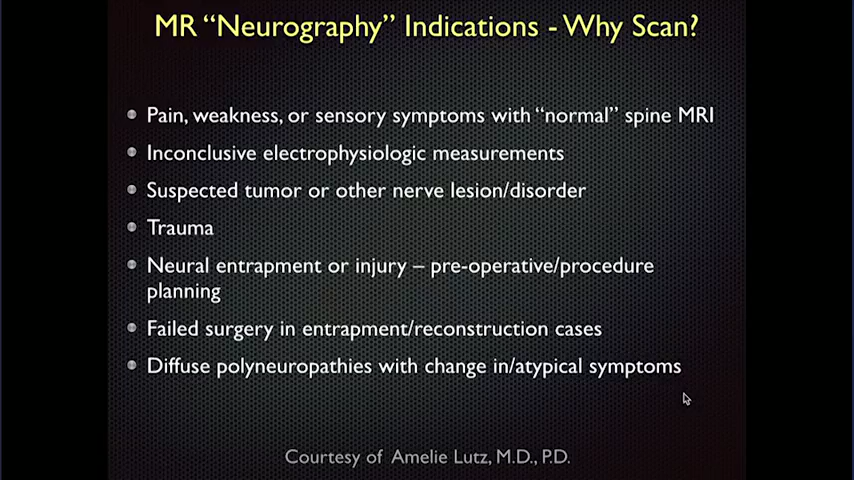 MR “Neurography” Indications - Why Scan?
Pain, weakness, or sensory symptoms with “normal” spine MRI
Inconclusive electrophysiologic measurements
Suspected tumor or other nerve lesion/disorder
Trauma
Neural entrapment or injury – pre-operative/procedure
planning
Failed surgery in entrapment/reconstruction cases
Diffuse polyneuropathies with change in/atypical symptoms
Courtesy of Amelie Lutz, M.D., P.D.